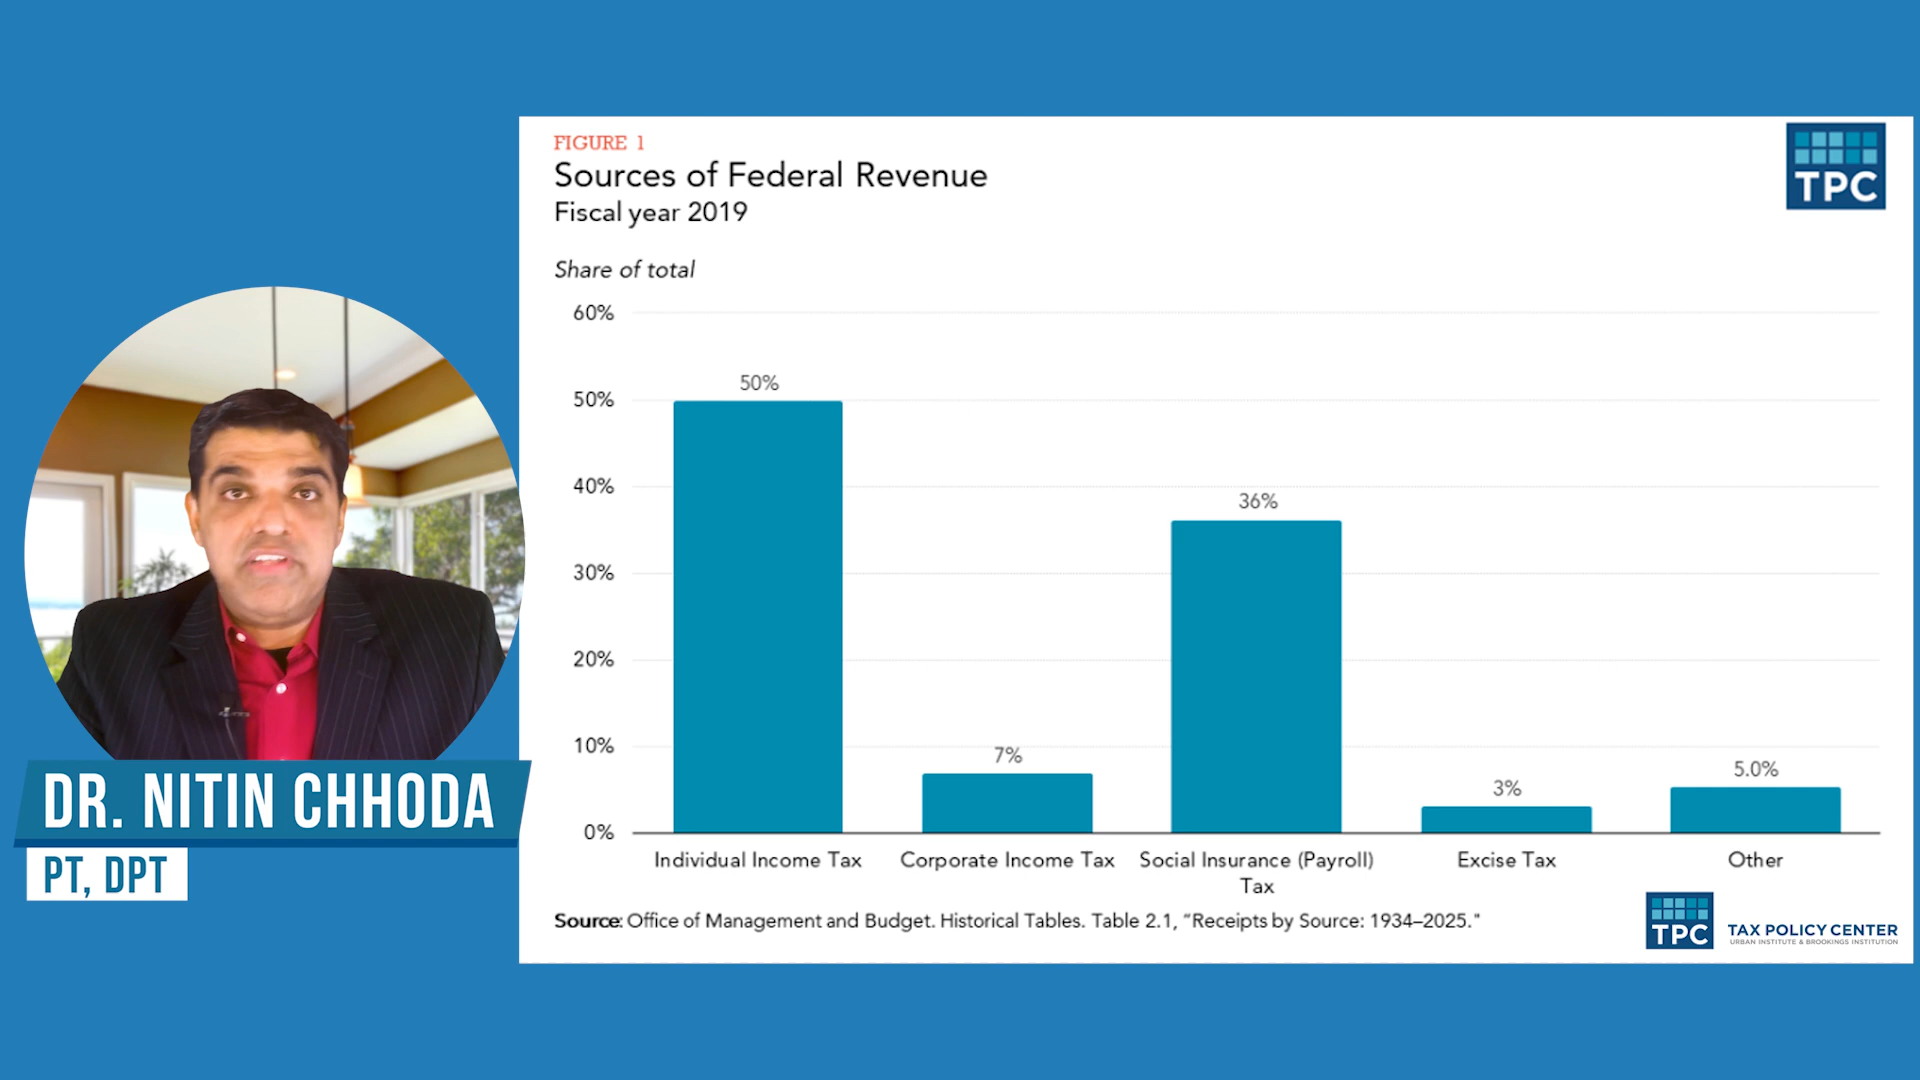 FIGURE 1
Sources of Federal Revenue
Fiscal year 2019
TPC
Share of total
60%
50%
40%
30%
20%
10%
0%
50%
7%
36%
3%
5.0%
Individual Income Tax
Corporate Income Tax
Social Insurance (Payroll)
Tax
Excise Tax
Other
Source: Office of Management and Budget. Historical Tables. Table 2.1, "Receipts by Source: 1934–2025."
TPC
TAX POLICY CENTER
URBAN INSTITUTE & BROOKINGS INSTITUTION
DR. NITIN CHHODA
PT, DPT